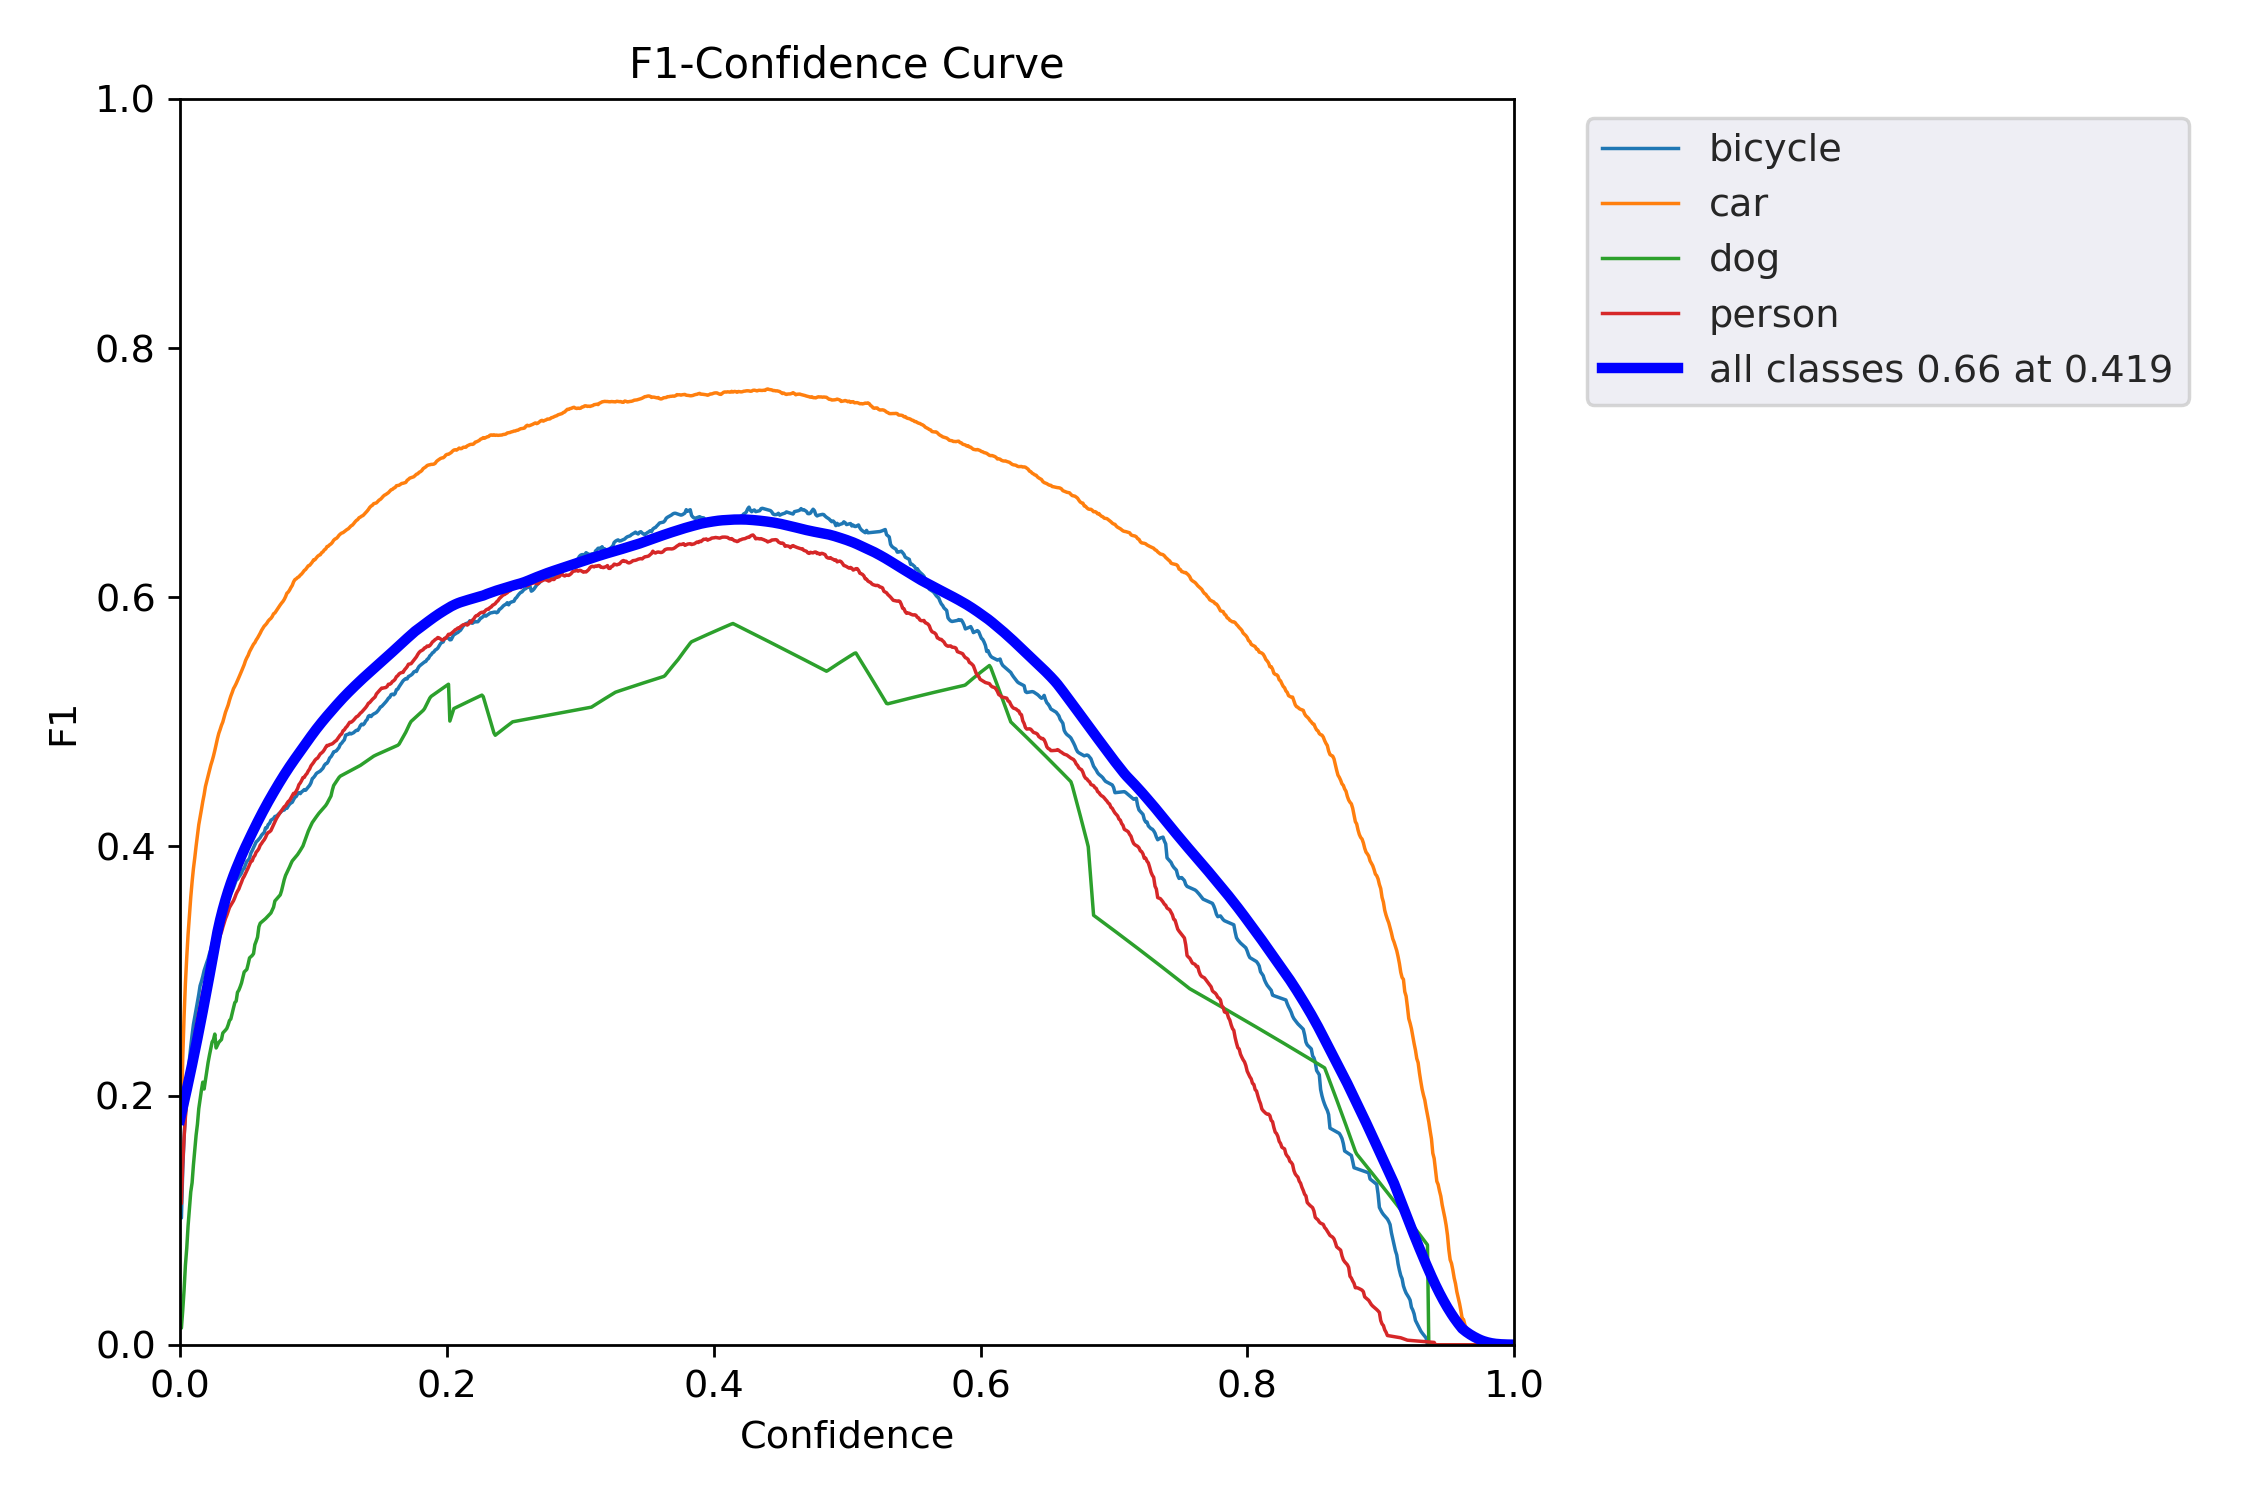 F1-Confidence Curve
1.0
0.8
0.6
0.4
0.2
0.0
F1
0.0 0.2 0.4 0.6 0.8 1.0
Confidence
bicycle
car
dog
person
all classes 0.66 at 0.419